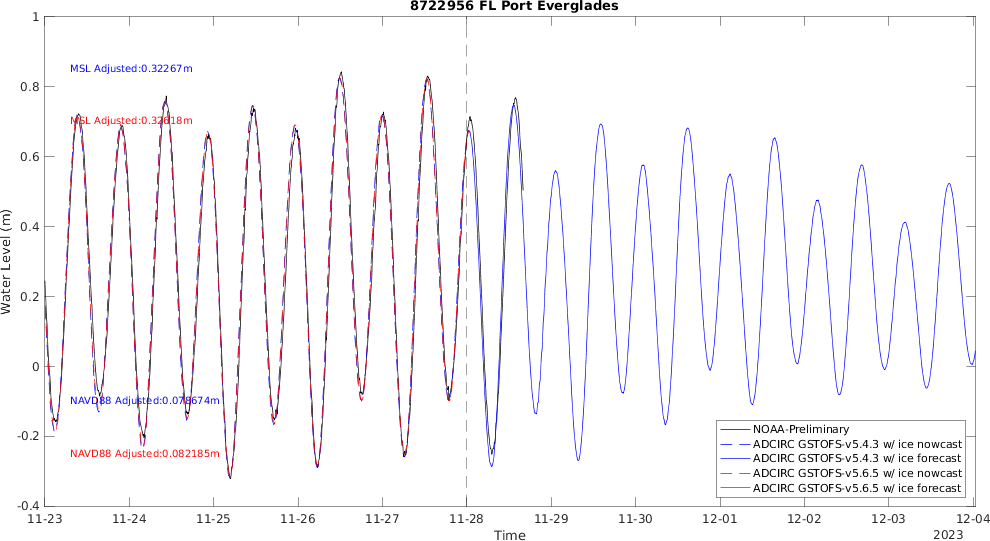 8722956 FL Port Everglades
1
0.8
0.6
0.4
0.2
0
-0.2
-0.4
Water Level (m)
MSL Adjusted:0.32267m
MSL Adjusted:0.32618m
NAVD88 Adjusted:0.078674m
NAVD88 Adjusted:0.082185m
NOAA-Preliminary
ADCIRC GSTOFS-v5.4.3 w/ ice nowcast
ADCIRC GSTOFS-v5.4.3 w/ ice forecast
ADCIRC GSTOFS-v5.6.5 w/ ice nowcast
ADCIRC GSTOFS-v5.6.5 w/ ice forecast
11-23 11-24 11-25 11-26 11-27 11-28 11-29 11-30 12-01 12-02 12-03 12-04
Time
2023